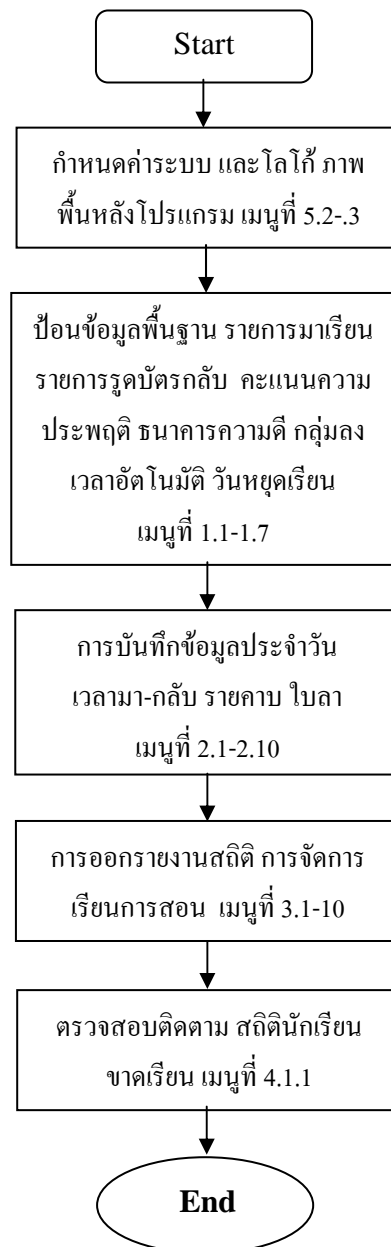 Start
กำหนดค่าระบบ และโลโก้ ภาพ
พื้นหลังโปรแกรม เมนูที่ 5.2-.3
ป้อนข้อมูลพื้นฐาน รายการมาเรียน
รายการรูดบัตรกลับ คะแนนความ
ประพฤติ ธนาคารความดี กลุ่มลง
เวลาอัตโนมัติ วันหยุดเรียน
เมนูที่ 1.1-1.7
การบันทึกข้อมูลประจำวัน
เวลามา-กลับ รายคาบ ใบลา
เมนูที่ 2.1-2.10
การออกรายงานสถิติ การจัดการ
เรียนการสอน เมนูที่ 3.1-10
ตรวจสอบติดตาม สถิตินักเรียน
ขาดเรียน เมนูที่ 4.1.1
End